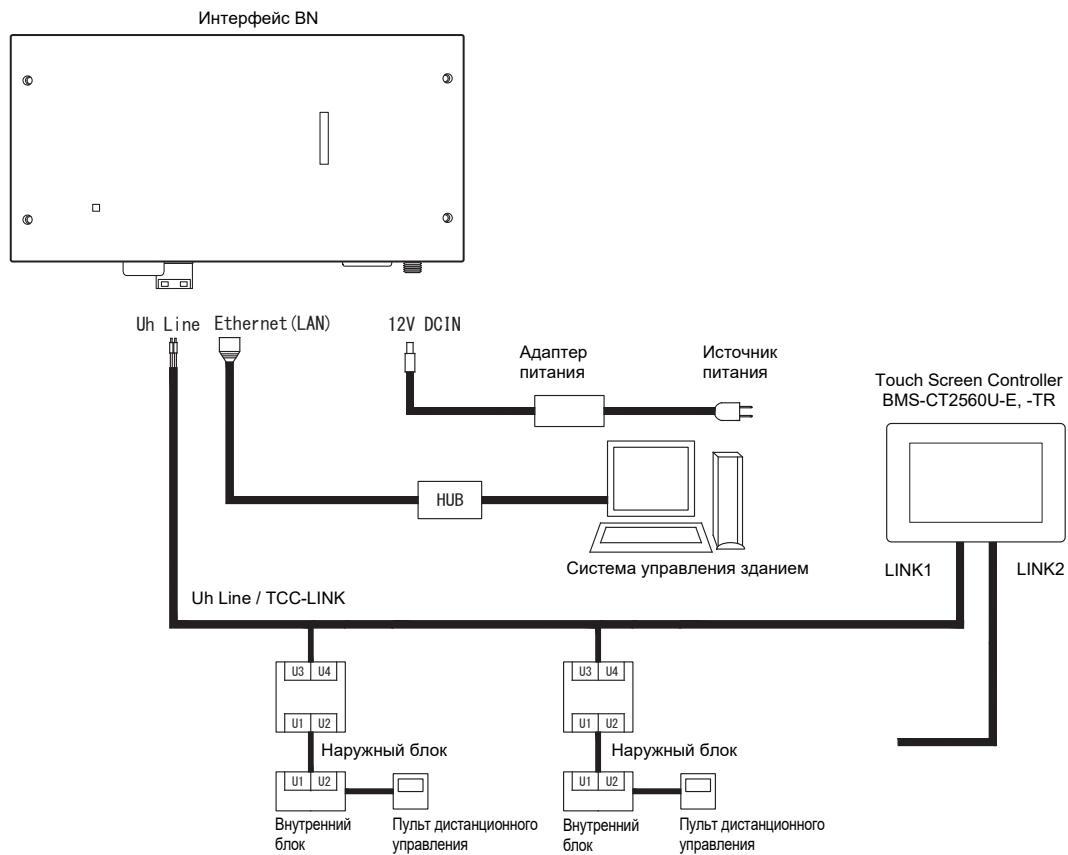 Интерфейс BN
Uh Line
Ethernet(LAN)
12V DCIN
Адаптер
питания
Источник
питания
Touch Screen Controller
BMS-CT2560U-E, -TR
HUB
Система управления зданием
LINK1
LINK2
Uh Line / TCC-LINK
U3 U4
U3 U4
U1 U2
U1 U2
Наружный блок
Наружный блок
U1 U2
U1 U2
Внутренний
блок
Пульт дистанционного
управления
Внутренний
блок
Пульт дистанционного
управления